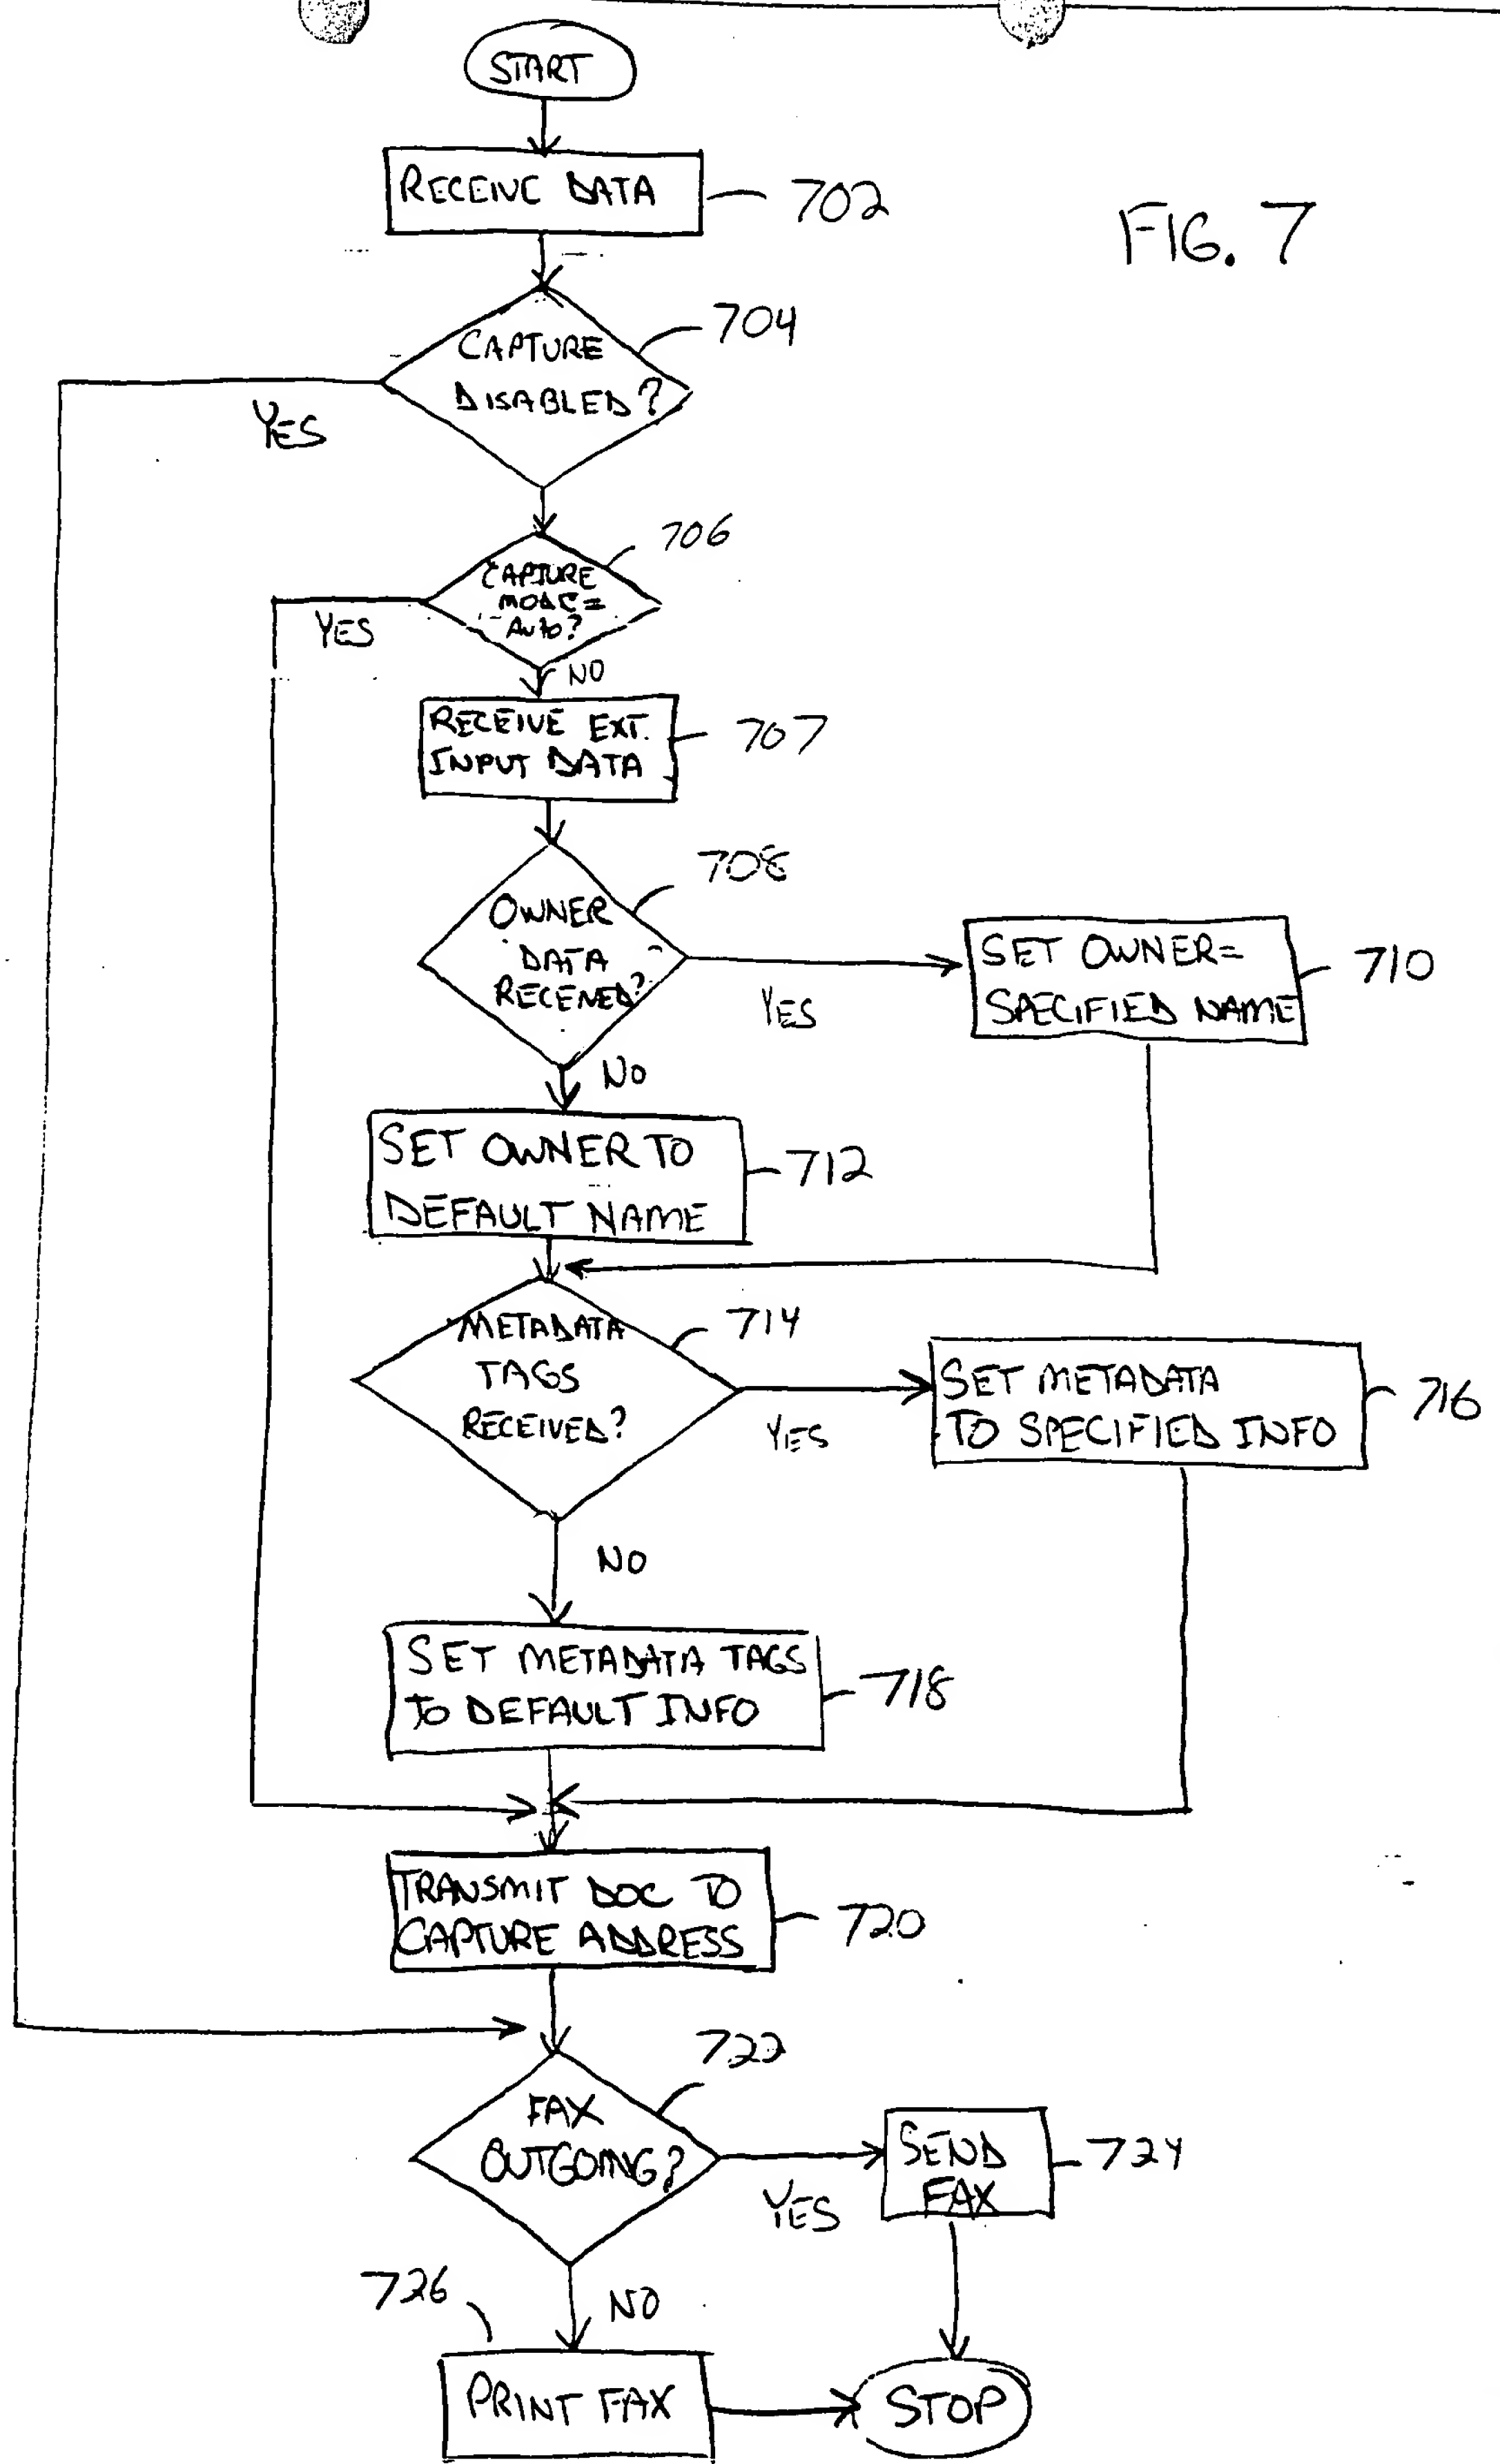 START
RECEIVE DATA
702
FIG. 7
704
CAPTURE
DISABLED?
YES
706
CAPTURE
MODE =
AUTO?
YES
NO
RECEIVE EXT.
INPUT DATA
707
708
OWNER
DATA
RECEIVED?
YES
SET OWNER=
SPECIFIED NAME
710
NO
SET OWNER TO
DEFAULT NAME
712
714
METADATA
TAGS
RECEIVED?
YES
SET METADATA
TO SPECIFIED INFO
716
NO
SET METADATA TAGS
TO DEFAULT INFO
718
TRANSMIT DOC TO
CAPTURE ADDRESS
720
722
FAX
OUTGOING?
YES
SEND
FAX
724
726
NO
PRINT FAX
STOP